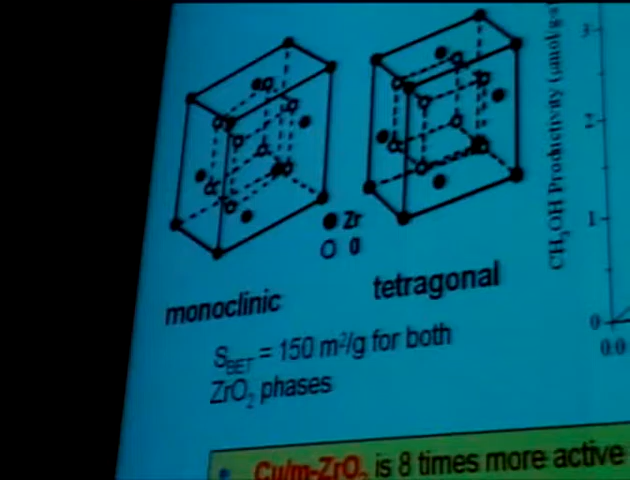 Zr
O
monoclinic
tetragonal
S_BET = 150 m²/g for both
ZrO₂ phases
• Cu/m-ZrO₂ is 8 times more active
CH₃OH Productivity (μmol/g-s
3
2
1
0
0.0